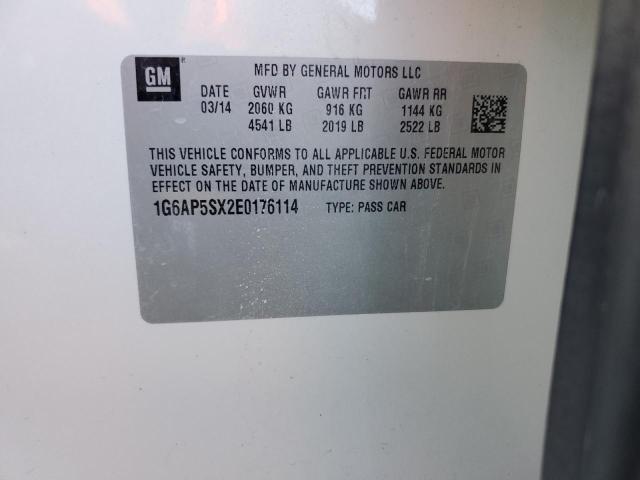 GM
MFD BY GENERAL MOTORS LLC
DATE GVWR GAWR FRT GAWR RR
03/14 2060 KG 916 KG 1144 KG
4541 LB 2019 LB 2522 LB
THIS VEHICLE CONFORMS TO ALL APPLICABLE U.S. FEDERAL MOTOR
VEHICLE SAFETY, BUMPER, AND THEFT PREVENTION STANDARDS IN
EFFECT ON THE DATE OF MANUFACTURE SHOWN ABOVE.
1G6AP5SX2E0176114 TYPE: PASS CAR